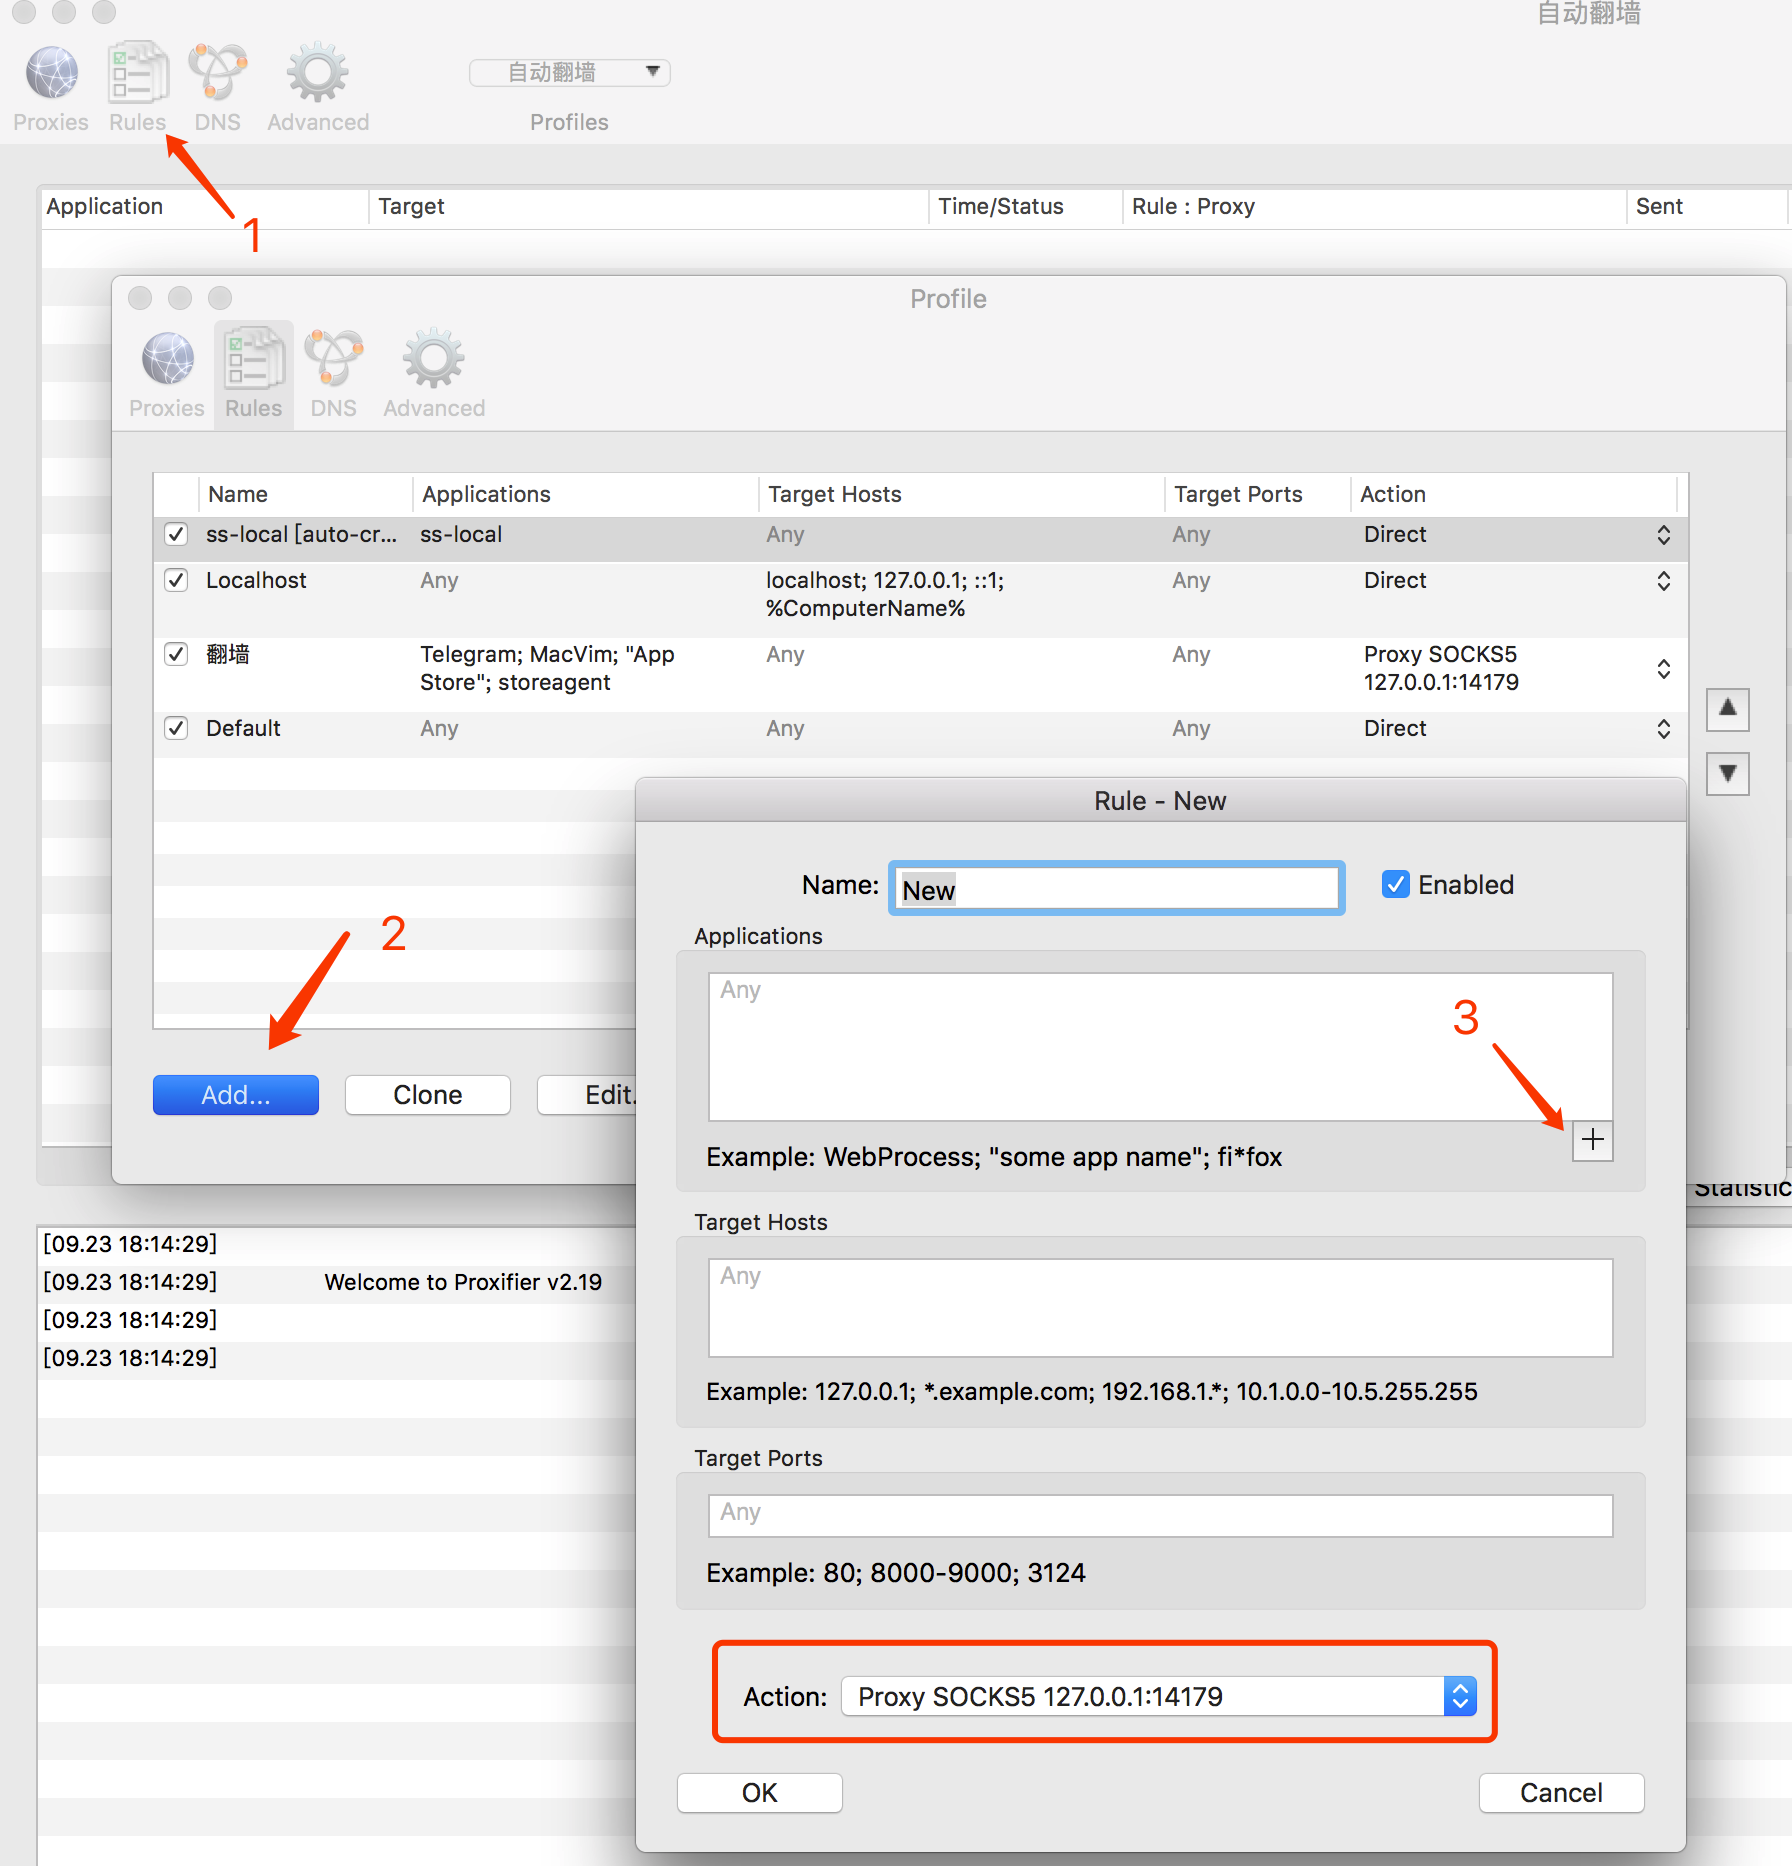 自动翻墙
Proxies Rules DNS Advanced 自动翻墙 Profiles
1
Application Target Time/Status Rule : Proxy Sent
Profile
Proxies Rules DNS Advanced
Name Applications Target Hosts Target Ports Action
ss-local [auto-cr... ss-local Any Any Direct
Localhost Any localhost; 127.0.0.1; ::1; Any Direct
%ComputerName%
翻墙 Telegram; MacVim; "App Any Any Proxy SOCKS5
Store"; storeagent 127.0.0.1:14179
Default Any Any Any Direct
2
Add... Clone Edit.
Rule - New
Name: New Enabled
Applications
Any
3
Example: WebProcess; "some app name"; fi*fox
Target Hosts
Any
Example: 127.0.0.1; *.example.com; 192.168.1.*; 10.1.0.0-10.5.255.255
Target Ports
Any
Example: 80; 8000-9000; 3124
Action: Proxy SOCKS5 127.0.0.1:14179
OK Cancel
Statistic
[09.23 18:14:29]
[09.23 18:14:29] Welcome to Proxifier v2.19
[09.23 18:14:29]
[09.23 18:14:29]